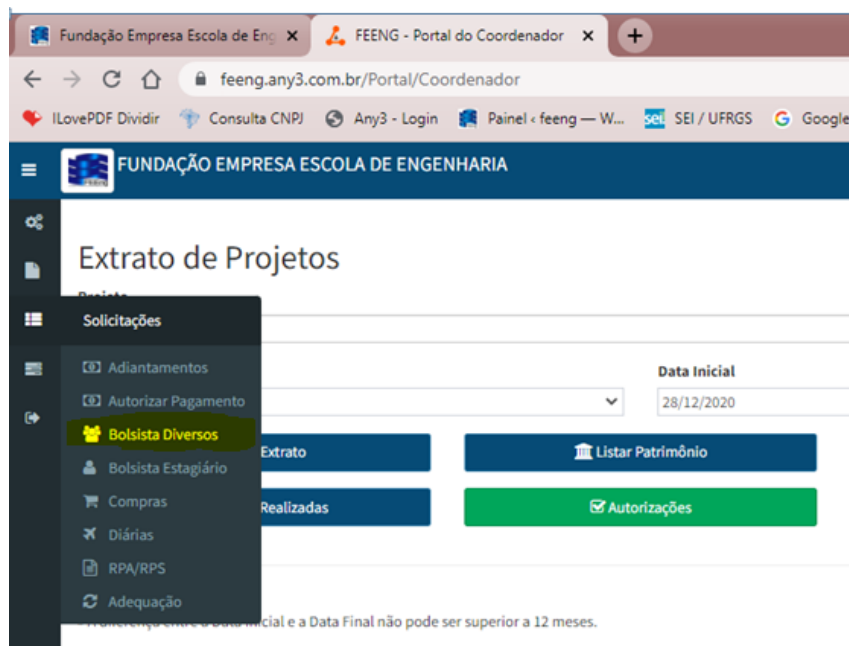 Fundação Empresa Escola de Eng
FEENG - Portal do Coordenador
feeng.any3.com.br/Portal/Coordenador
ILovePDF Dividir
Consulta CNPJ
Any3 - Login
Painel ‹ feeng — W...
sei. SEI / UFRGS
G Google
FUNDAÇÃO EMPRESA ESCOLA DE ENGENHARIA
Extrato de Projetos
Projeto
Solicitações
Adiantamentos
Autorizar Pagamento
Bolsista Diversos
Bolsista Estagiário
Compras
Diárias
RPA/RPS
Adequação
Data Inicial
28/12/2020
Extrato
Listar Patrimônio
Realizadas
Autorizações
cial e a Data Final não pode ser superior a 12 meses.